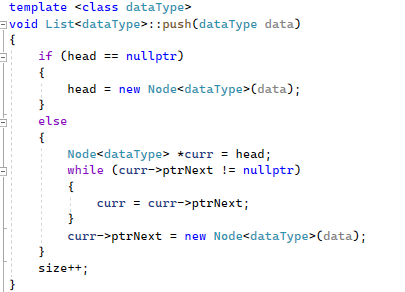 template <class dataType>
void List<dataType>::push(dataType data)
{
    if (head == nullptr)
    {
        head = new Node<dataType>(data);
    }
    else
    {
        Node<dataType> *curr = head;
        while (curr->ptrNext != nullptr)
        {
            curr = curr->ptrNext;
        }
        curr->ptrNext = new Node<dataType>(data);
    }
    size++;
}